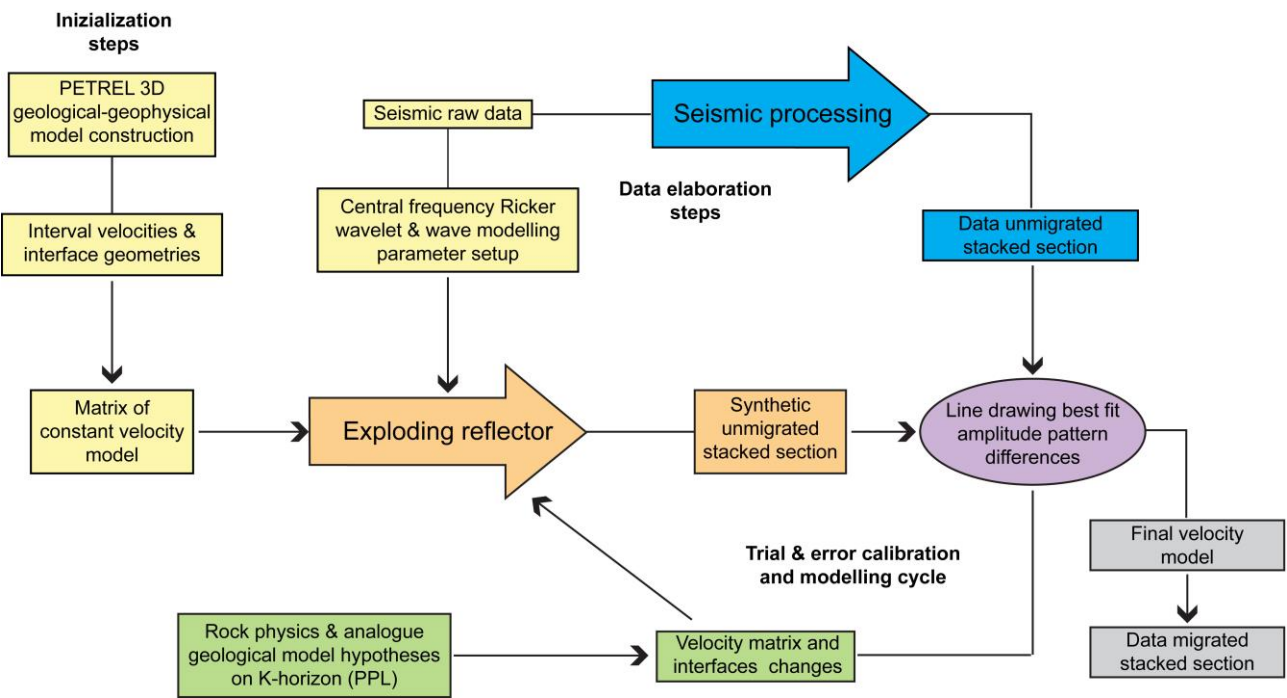 Inizialization
steps
PETREL 3D
geological-geophysical
model construction
Seismic raw data
Seismic processing
Data elaboration
steps
Interval velocities &
interface geometries
Central frequency Ricker
wavelet & wave modelling
parameter setup
Data unmigrated
stacked section
Matrix of
constant velocity
model
Exploding reflector
Synthetic
unmigrated
stacked section
Line drawing best fit
amplitude pattern
differences
Trial & error calibration
and modelling cycle
Final velocity
model
Rock physics & analogue
geological model hypotheses
on K-horizon (PPL)
Velocity matrix and
interfaces changes
Data migrated
stacked section